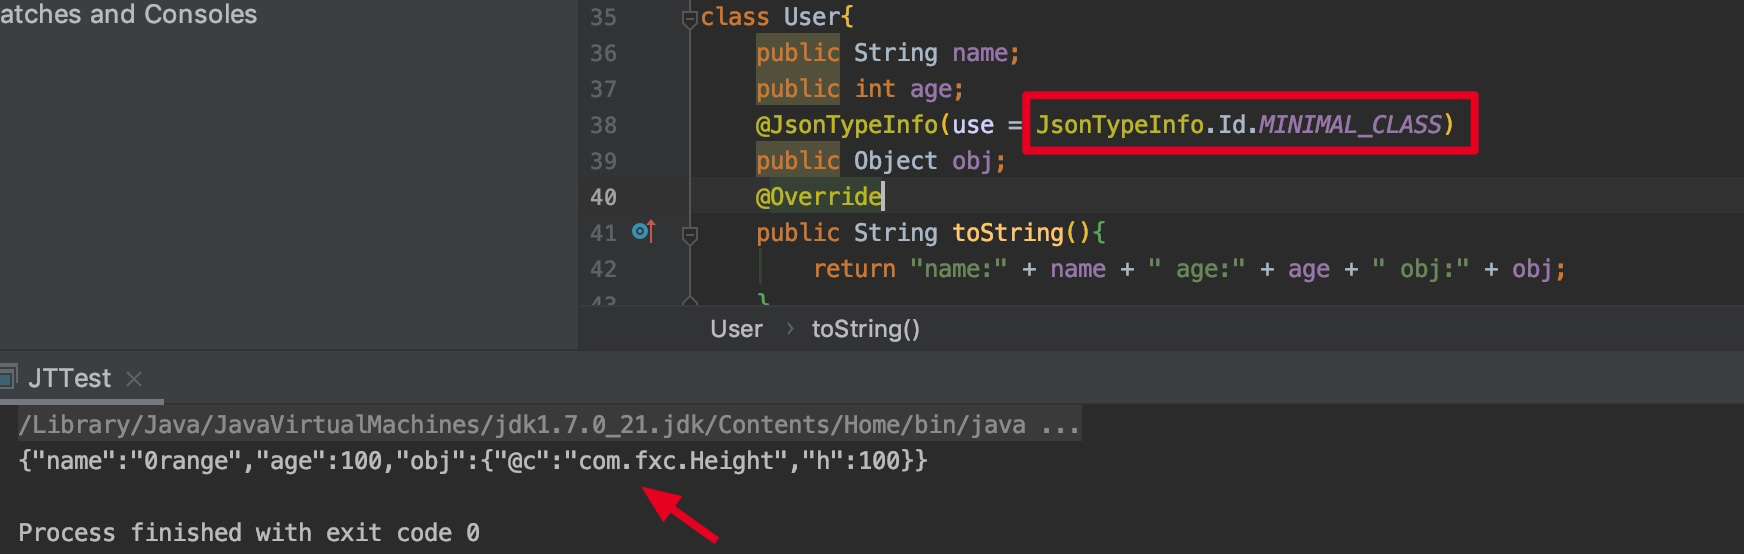 atches and Consoles
35 class User{
36 public String name;
37 public int age;
38 @JsonTypeInfo(use = JsonTypeInfo.Id.MINIMAL_CLASS)
39 public Object obj;
40 @Override
41 public String toString(){
42 return "name:" + name + " age:" + age + " obj:" + obj;
43 }
User › toString()
JTTest ×
/Library/Java/JavaVirtualMachines/jdk1.7.0_21.jdk/Contents/Home/bin/java ...
{"name":"0range","age":100,"obj":{"@c":"com.fxc.Height","h":100}}
Process finished with exit code 0